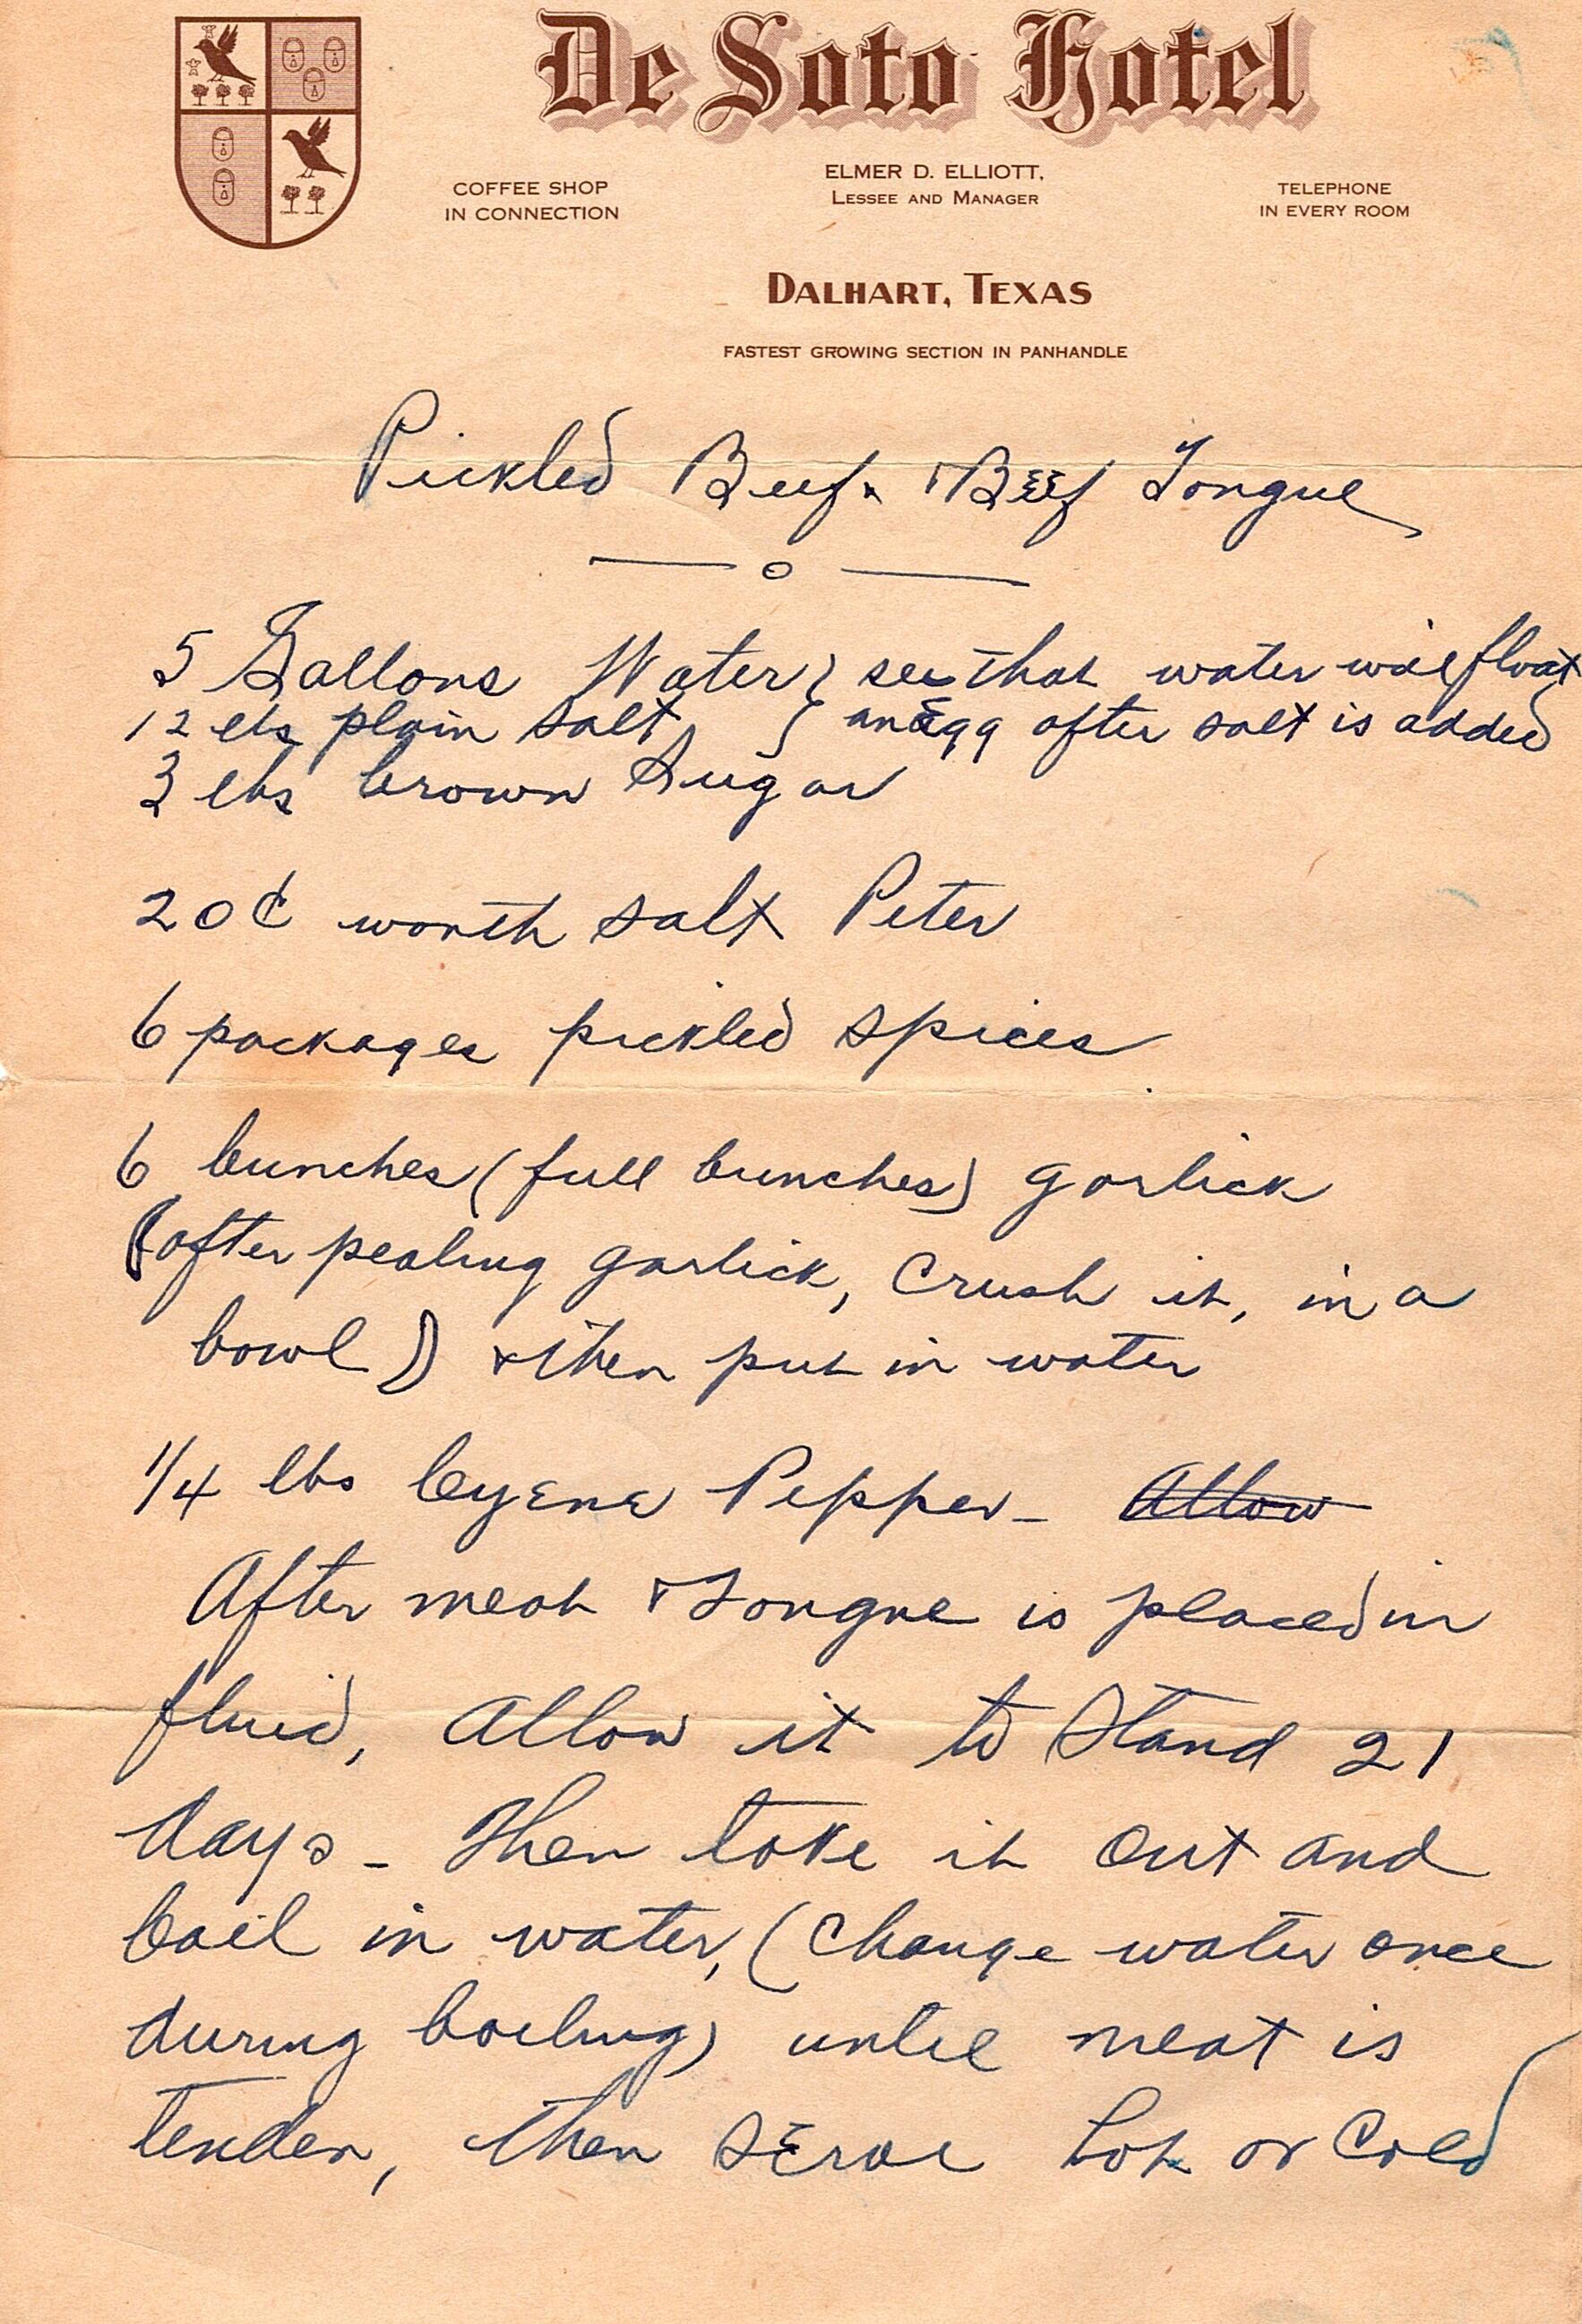 De Soto Hotel
COFFEE SHOP
IN CONNECTION
ELMER D. ELLIOTT,
LESSEE AND MANAGER
TELEPHONE
IN EVERY ROOM
DALHART, TEXAS
FASTEST GROWING SECTION IN PANHANDLE
Pickled Beef & Beef Tongue
— o —
5 Gallons Water } see that water will float
12 lbs plain salt } an Egg after salt is added
3 lbs brown Sugar
20¢ worth salt Peter
6 packages pickled spices
6 bunches (full bunches) garlick
(after pealing garlick, Crush it, in a
bowl) & then put in water
1/4 lbs Cyene Pepper - Allow
After meat & Tongue is placed in
fluid, Allow it to Stand 21
days - Then take it out and
boil in water, (Change water once
during boiling) until meat is
tender, then serve hot or Cold